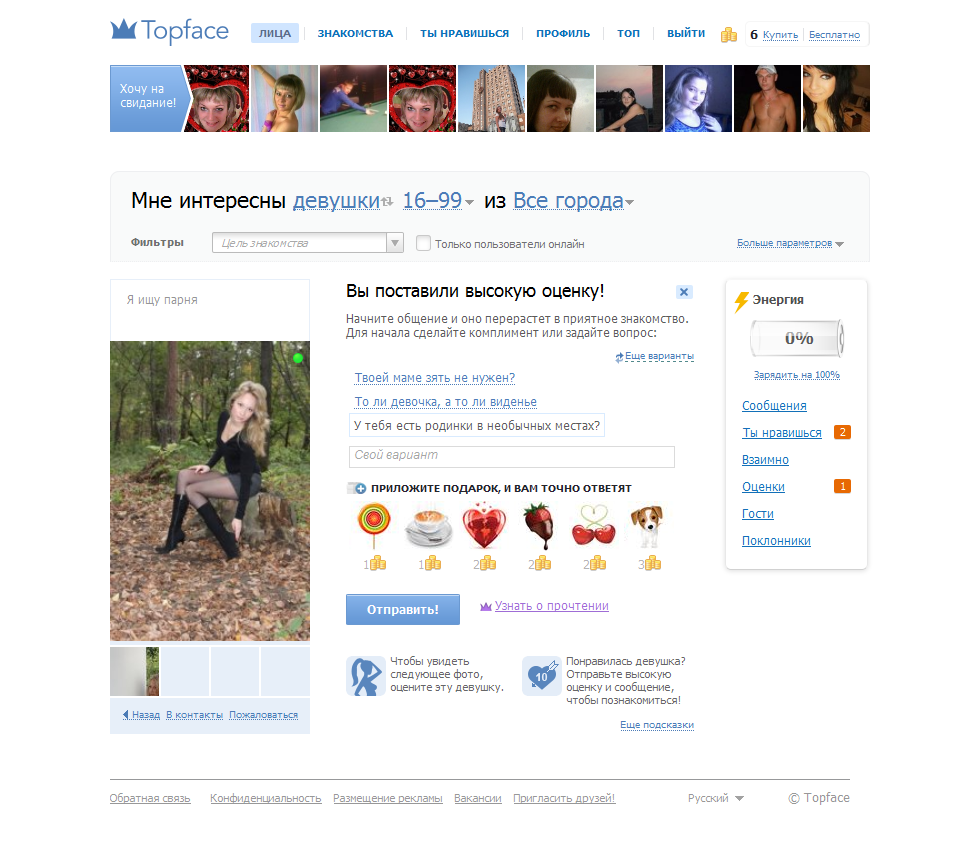 Topface
ЛИЦА
ЗНАКОМСТВА
ТЫ НРАВИШЬСЯ
ПРОФИЛЬ
ТОП
ВЫЙТИ
6 Купить Бесплатно
Хочу на
свидание!
Мне интересны девушки 16–99 из Все города
Фильтры
Цель знакомства
Только пользователи онлайн
Больше параметров
Я ищу парня
Назад В контакты Пожаловаться
Вы поставили высокую оценку!
Начните общение и оно перерастет в приятное знакомство.
Для начала сделайте комплимент или задайте вопрос:
Еще варианты
Твоей маме зять не нужен?
То ли девочка, а то ли виденье
У тебя есть родинки в необычных местах?
Свой вариант
ПРИЛОЖИТЕ ПОДАРОК, И ВАМ ТОЧНО ОТВЕТЯТ
1 1 2 2 2 3
Отправить!
Узнать о прочтении
Чтобы увидеть
следующее фото,
оцените эту девушку.
10
Понравилась девушка?
Отправьте высокую
оценку и сообщение,
чтобы познакомиться!
Еще подсказки
Энергия
0%
Зарядить на 100%
Сообщения
Ты нравишься 2
Взаимно
Оценки 1
Гости
Поклонники
Обратная связь Конфиденциальность Размещение рекламы Вакансии Пригласить друзей! Русский © Topface